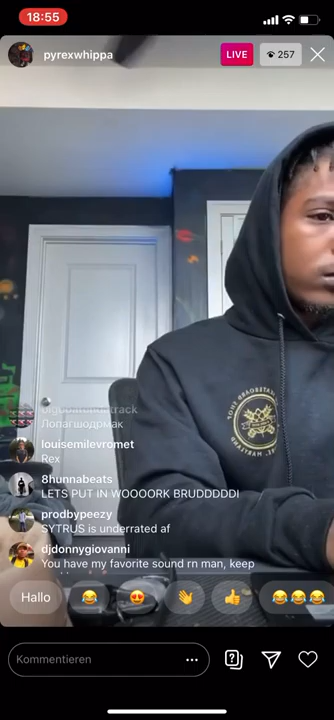 18:55
pyrexwhippa
LIVE
257
Лопагшодрмак
louisemilevromet
Rex
8hunnabeats
LETS PUT IN WOOOORK BRUDDDDDI
prodbypeezy
SYTRUS is underrated af
djdonnygiovanni
You have my favorite sound rn man, keep
Hallo 😂 😍 👋 👍 😂😂😂
Kommentieren